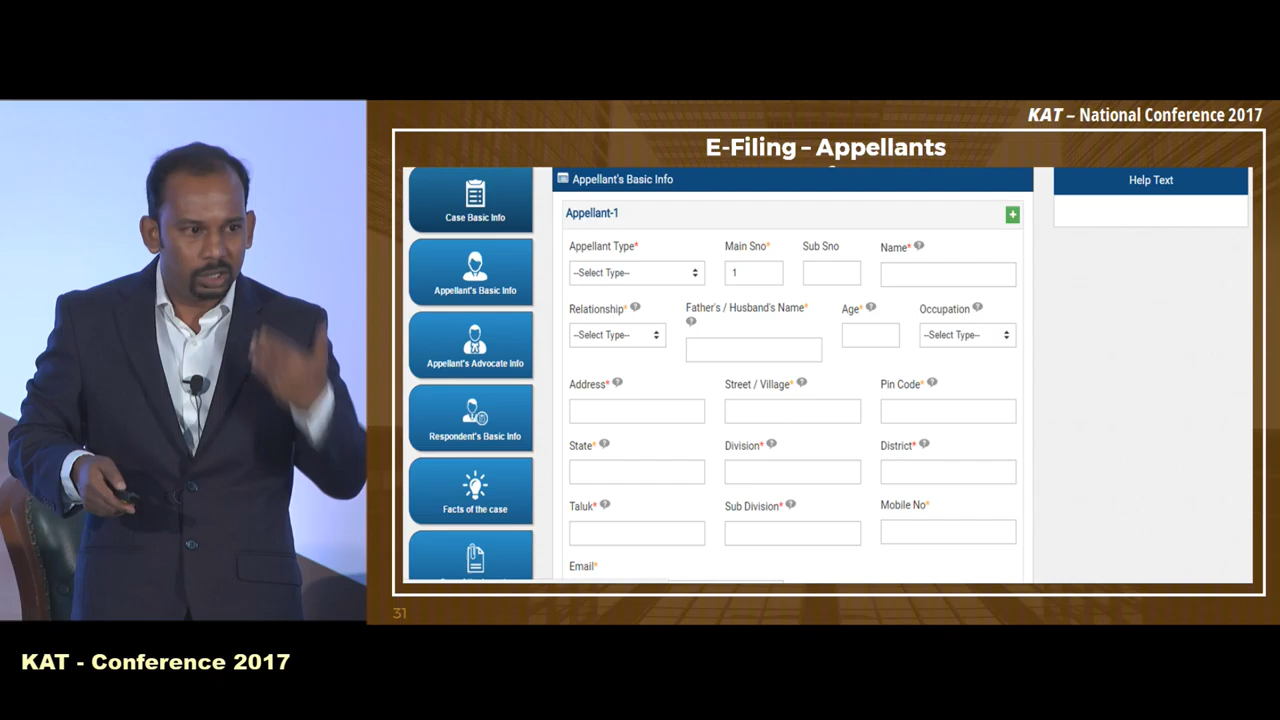 KAT – National Conference 2017
E-Filing – Appellants
Case Basic Info
Appellant's Basic Info
Appellant's Advocate Info
Respondent's Basic Info
Facts of the case
Appellant's Basic Info
Appellant-1
Appellant Type* Main Sno* Sub Sno Name*
--Select Type-- 1
Relationship* Father's / Husband's Name* Age* Occupation
--Select Type-- --Select Type--
Address* Street / Village* Pin Code*
State* Division* District*
Taluk* Sub Division* Mobile No*
Email*
Help Text
31
KAT - Conference 2017